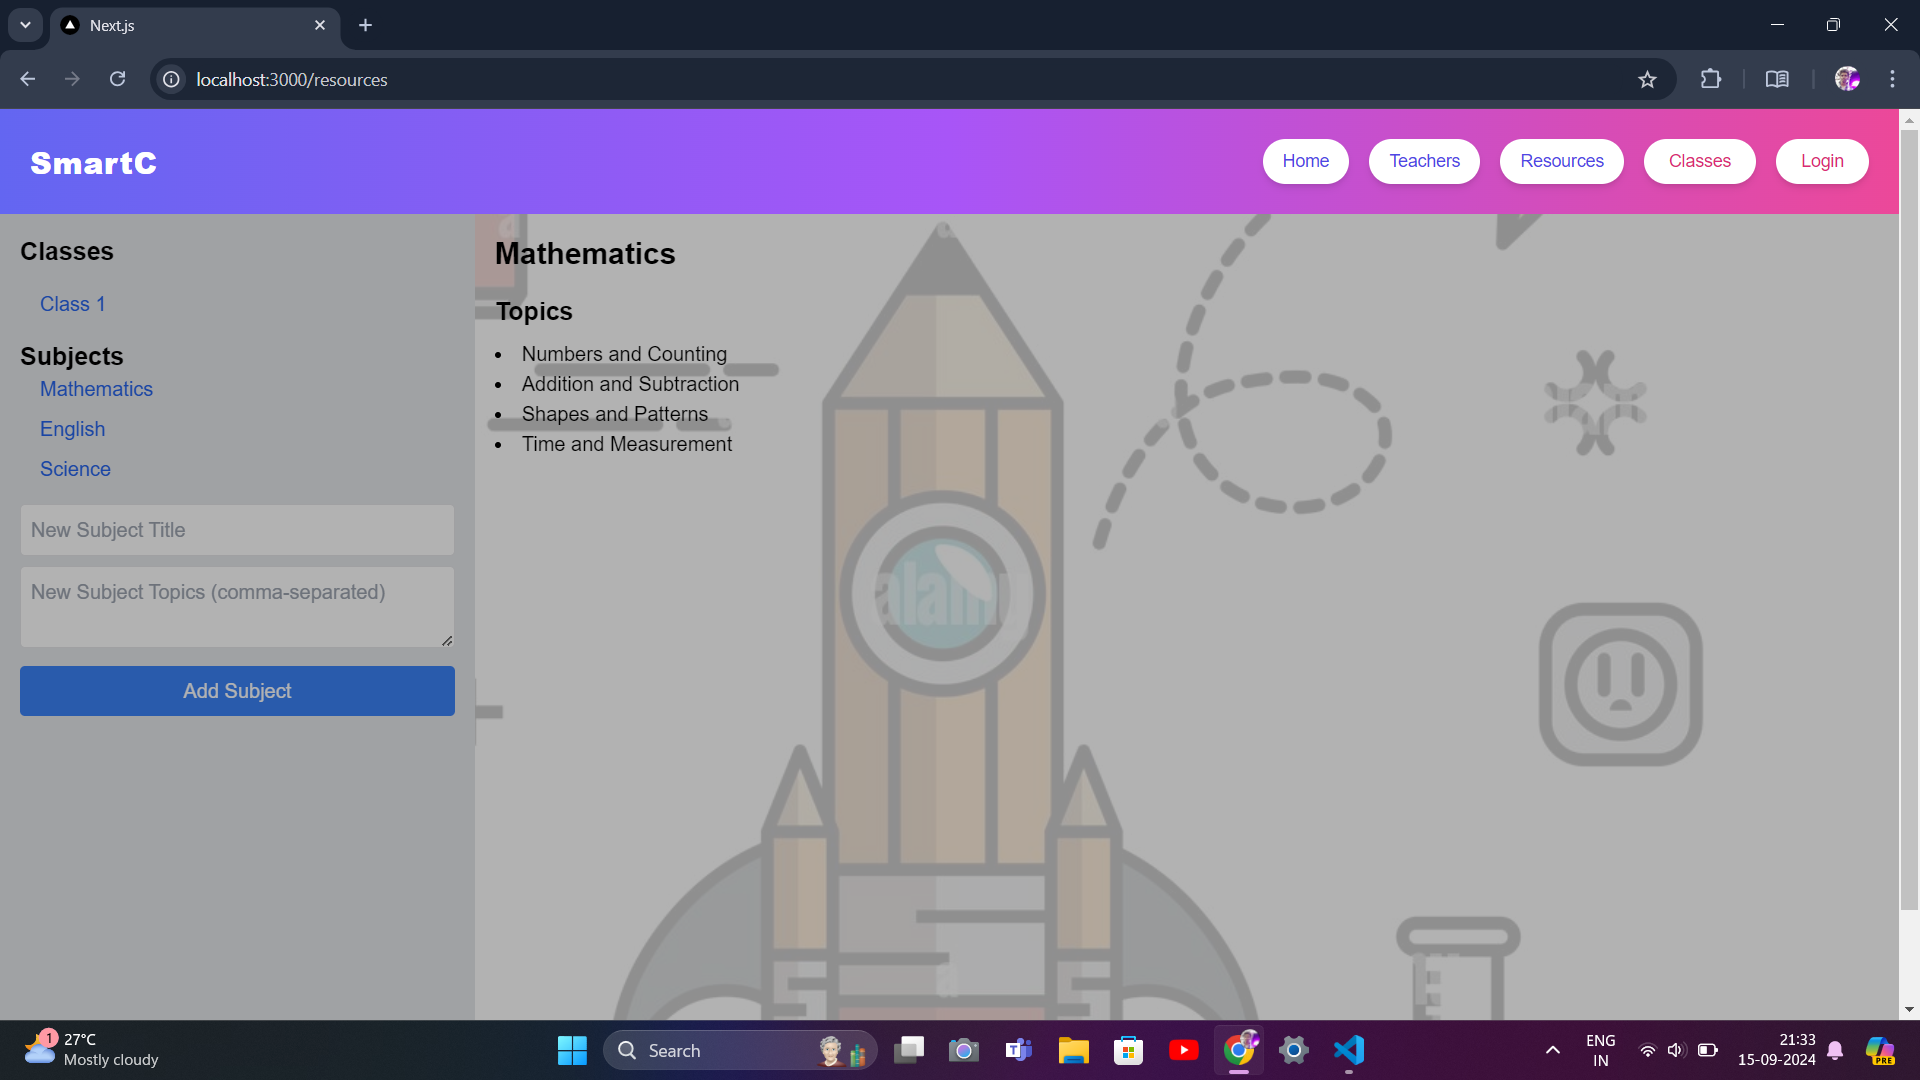 Next.js
localhost:3000/resources
SmartC
Home
Teachers
Resources
Classes
Login
Classes
Class 1
Subjects
Mathematics
English
Science
New Subject Title
New Subject Topics (comma-separated)
Add Subject
Mathematics
Topics
Numbers and Counting
Addition and Subtraction
Shapes and Patterns
Time and Measurement
a
a
alamy
a
1
27°C
Mostly cloudy
Search
T
PRE
ENG
IN
21:33
15-09-2024